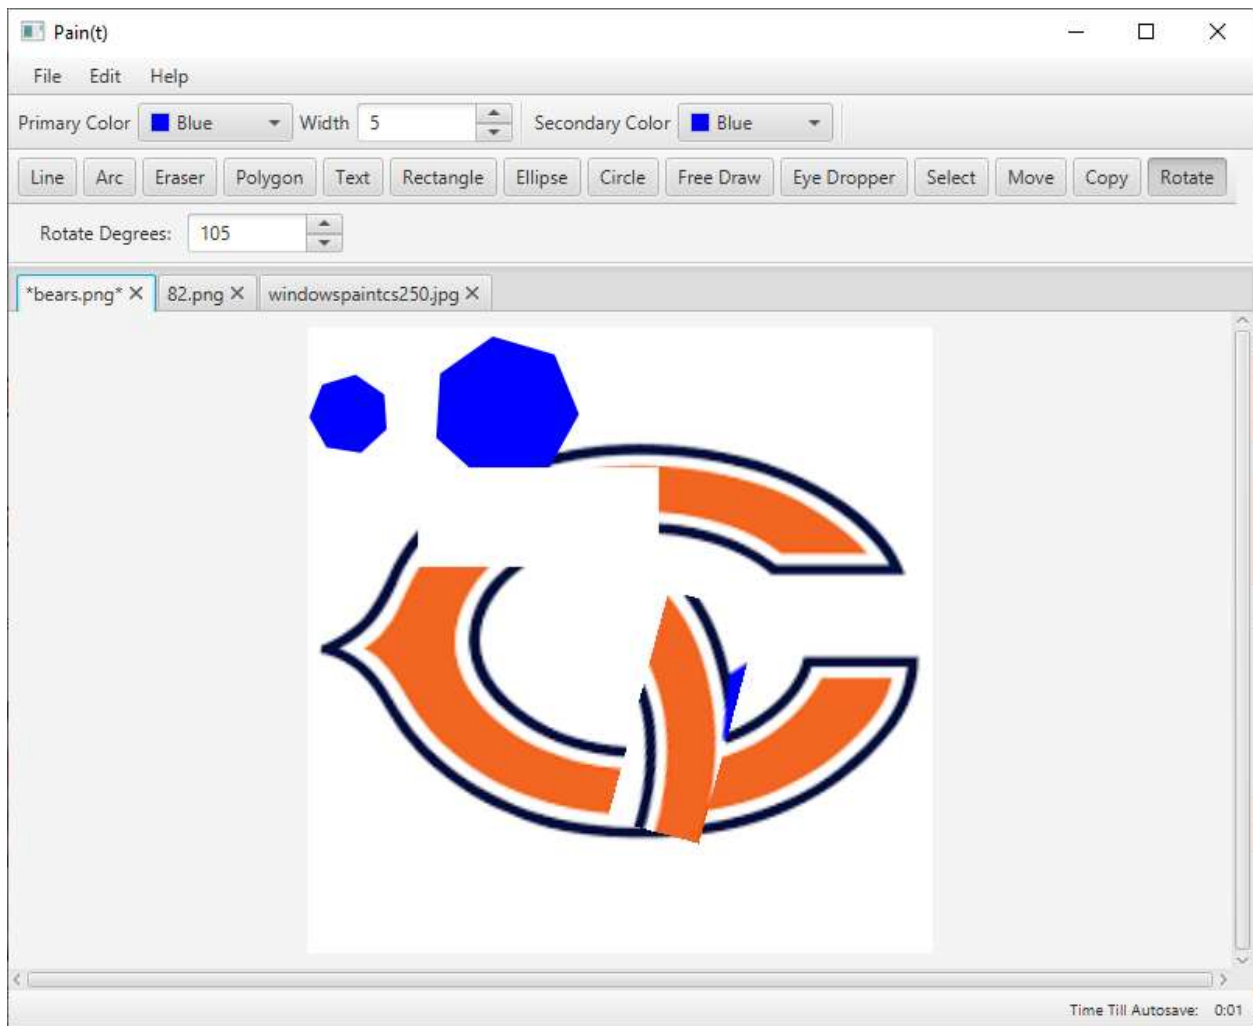 Pain(t)
File Edit Help
Primary Color Blue Width 5 Secondary Color Blue
Line Arc Eraser Polygon Text Rectangle Ellipse Circle Free Draw Eye Dropper Select Move Copy Rotate
Rotate Degrees: 105
*bears.png* 82.png windowspaintcs250.jpg
Time Till Autosave: 0:01